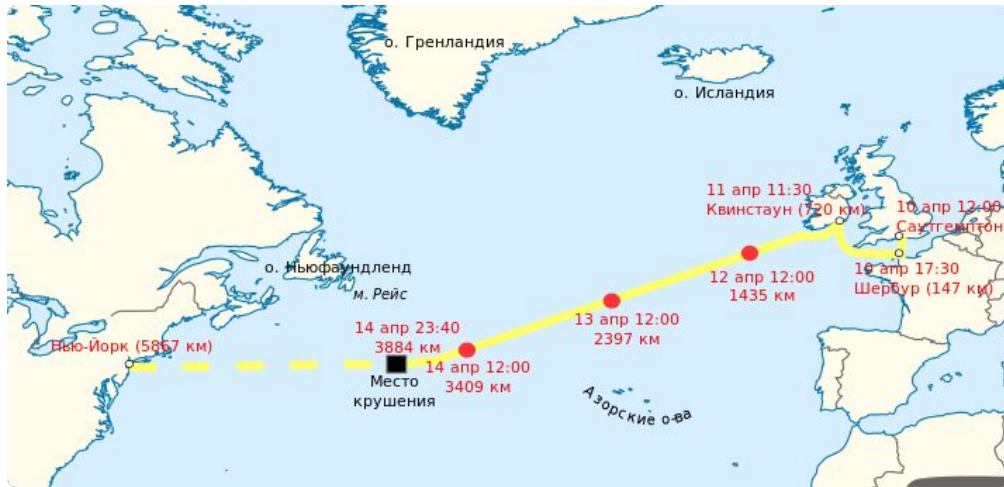 о. Гренландия
о. Исландия
11 апр 11:30
Квинстаун (720 км)
10 апр 12:00
Саутгемптон
10 апр 17:30
Шербур (147 км)
о. Ньюфаундленд
м. Рейс
12 апр 12:00
1435 км
13 апр 12:00
2397 км
14 апр 23:40
3884 км
Нью-Йорк (5867 км)
14 апр 12:00
3409 км
Место
крушения
Азорские о-ва